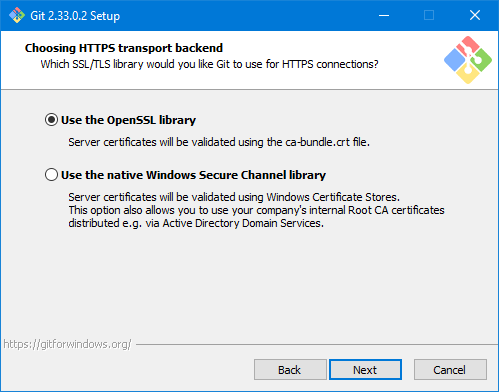 Git 2.33.0.2 Setup
Choosing HTTPS transport backend
Which SSL/TLS library would you like Git to use for HTTPS connections?
Use the OpenSSL library
Server certificates will be validated using the ca-bundle.crt file.
Use the native Windows Secure Channel library
Server certificates will be validated using Windows Certificate Stores.
This option also allows you to use your company's internal Root CA certificates
distributed e.g. via Active Directory Domain Services.
https://gitforwindows.org/
Back
Next
Cancel